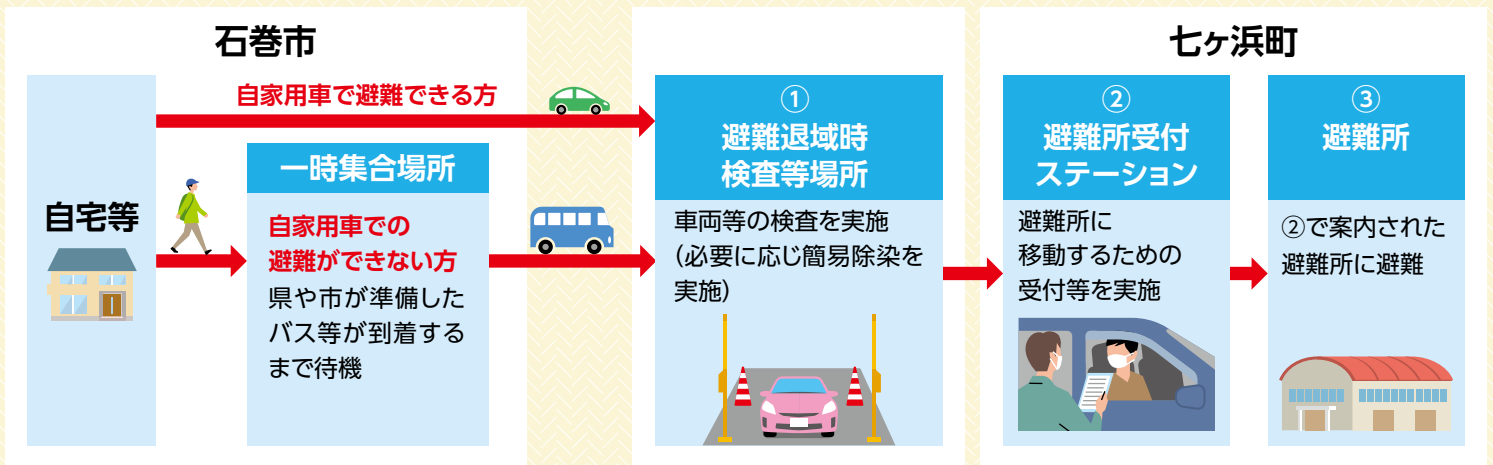 石巻市
自宅等
自家用車で避難できる方
一時集合場所
自家用車での
避難ができない方
県や市が準備した
バス等が到着する
まで待機
①
避難退域時
検査等場所
車両等の検査を実施
(必要に応じ簡易除染を
実施)
七ヶ浜町
②
避難所受付
ステーション
避難所に
移動するための
受付等を実施
③
避難所
②で案内された
避難所に避難